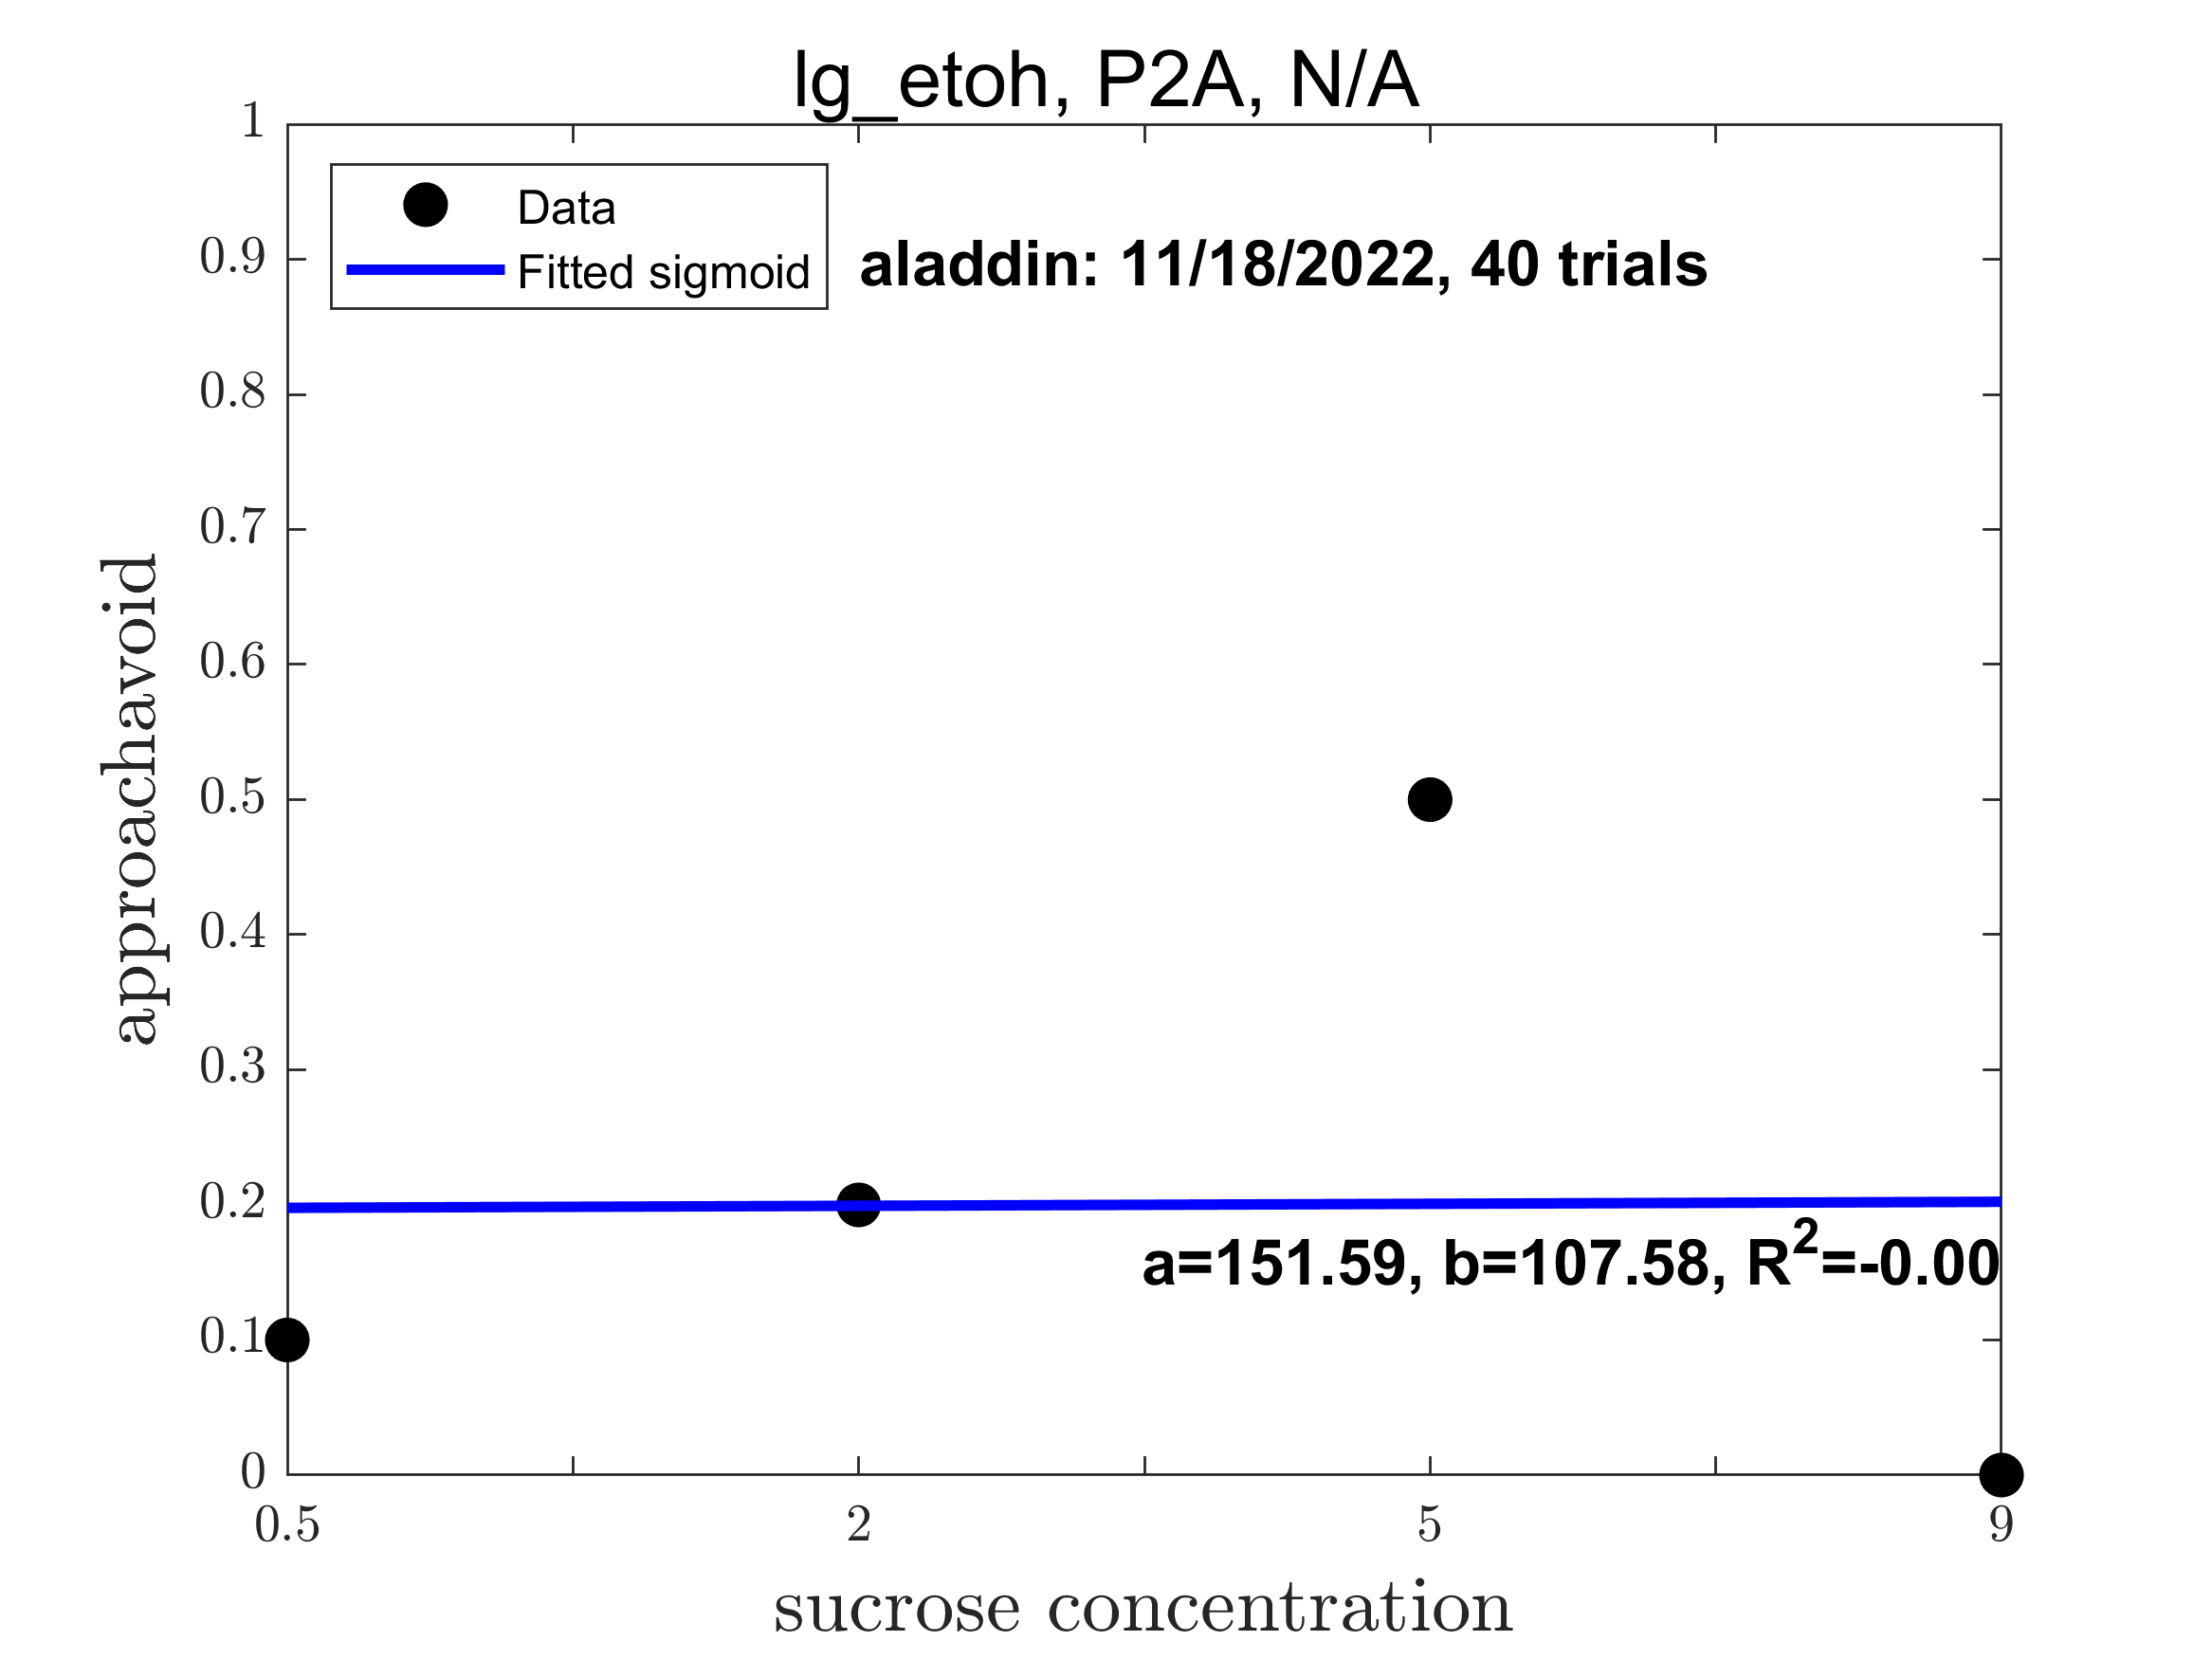 lg_etoh, P2A, N/A
1
Data
Fitted sigmoid
aladdin: 11/18/2022, 40 trials
0.9
0.8
0.7
0.6
0.5
0.4
0.3
0.2
0.1
0
approachavoid
a=151.59, b=107.58, R²=-0.00
0.5 2 5 9
sucrose concentration